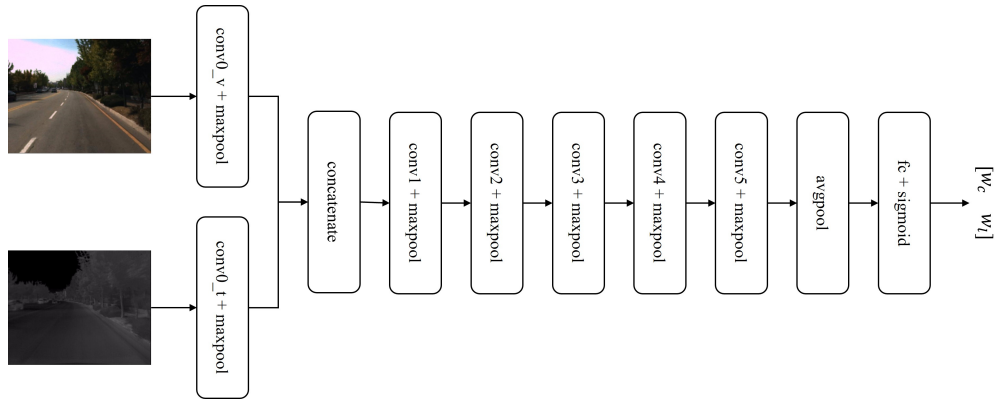 conv0_v + maxpool
conv0_t + maxpool
concatenate
conv1 + maxpool
conv2 + maxpool
conv3 + maxpool
conv4 + maxpool
conv5 + maxpool
avgpool
fc + sigmoid
[w_c w_l]